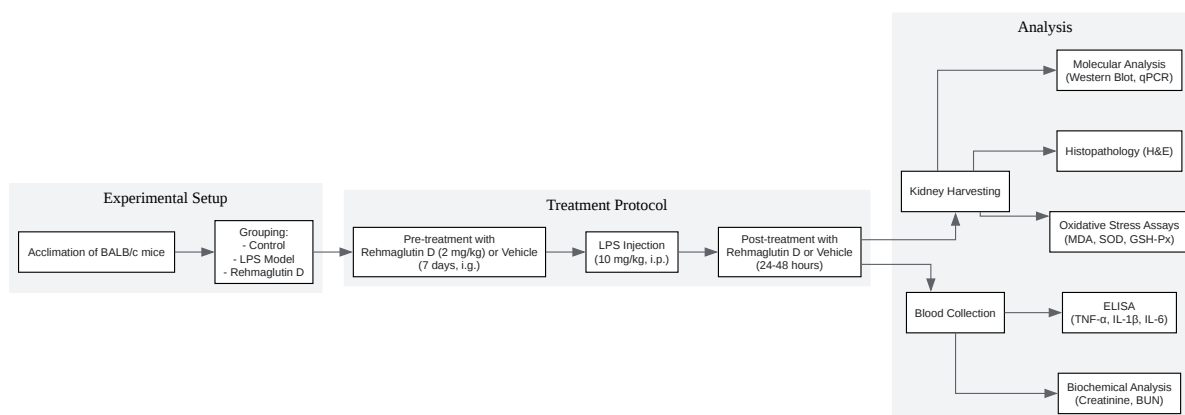 Experimental Setup
Acclimation of BALB/c mice
Grouping:
- Control
- LPS Model
- Rehmaglutin D
Treatment Protocol
Pre-treatment with
Rehmaglutin D (2 mg/kg) or Vehicle
(7 days, i.g.)
LPS Injection
(10 mg/kg, i.p.)
Post-treatment with
Rehmaglutin D or Vehicle
(24-48 hours)
Analysis
Kidney Harvesting
Molecular Analysis
(Western Blot, qPCR)
Histopathology (H&E)
Oxidative Stress Assays
(MDA, SOD, GSH-Px)
Blood Collection
ELISA
(TNF-α, IL-1β, IL-6)
Biochemical Analysis
(Creatinine, BUN)